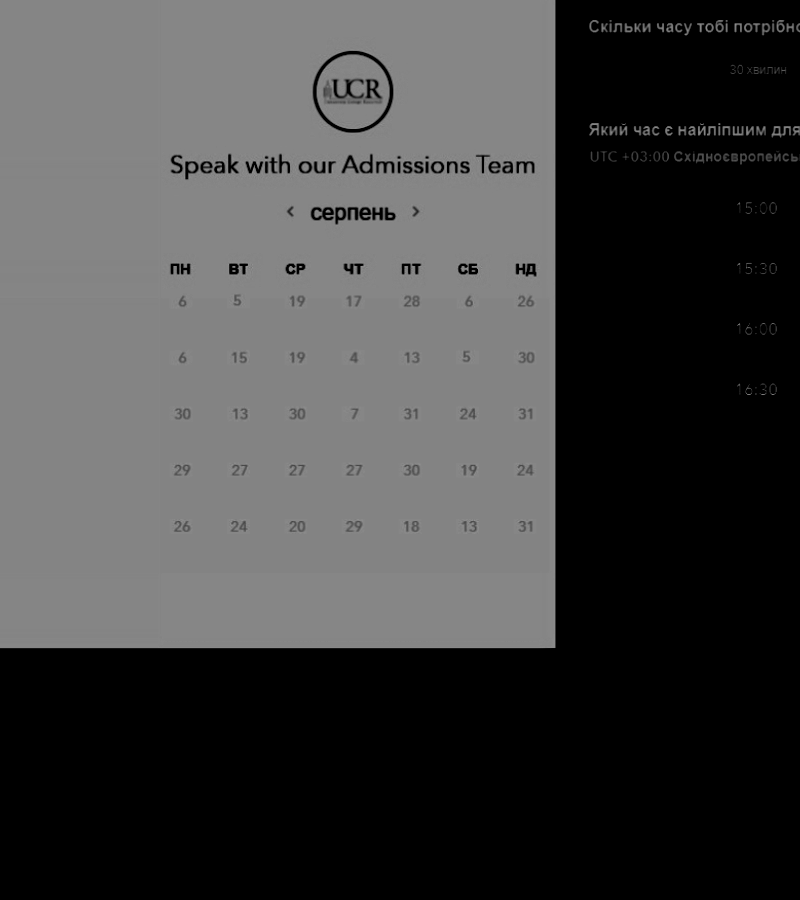 UCR
Speak with our Admissions Team
< серпень >
ПН ВТ СР ЧТ ПТ СБ НД
6 5 19 17 28 6 26
6 15 19 4 13 5 30
30 13 30 7 31 24 31
29 27 27 27 30 19 24
26 24 20 29 18 13 31
Скільки часу тобі потрібно
30 хвилин
Який час є найліпшим для
UTC +03:00 Східноєвропейсь
15:00
15:30
16:00
16:30